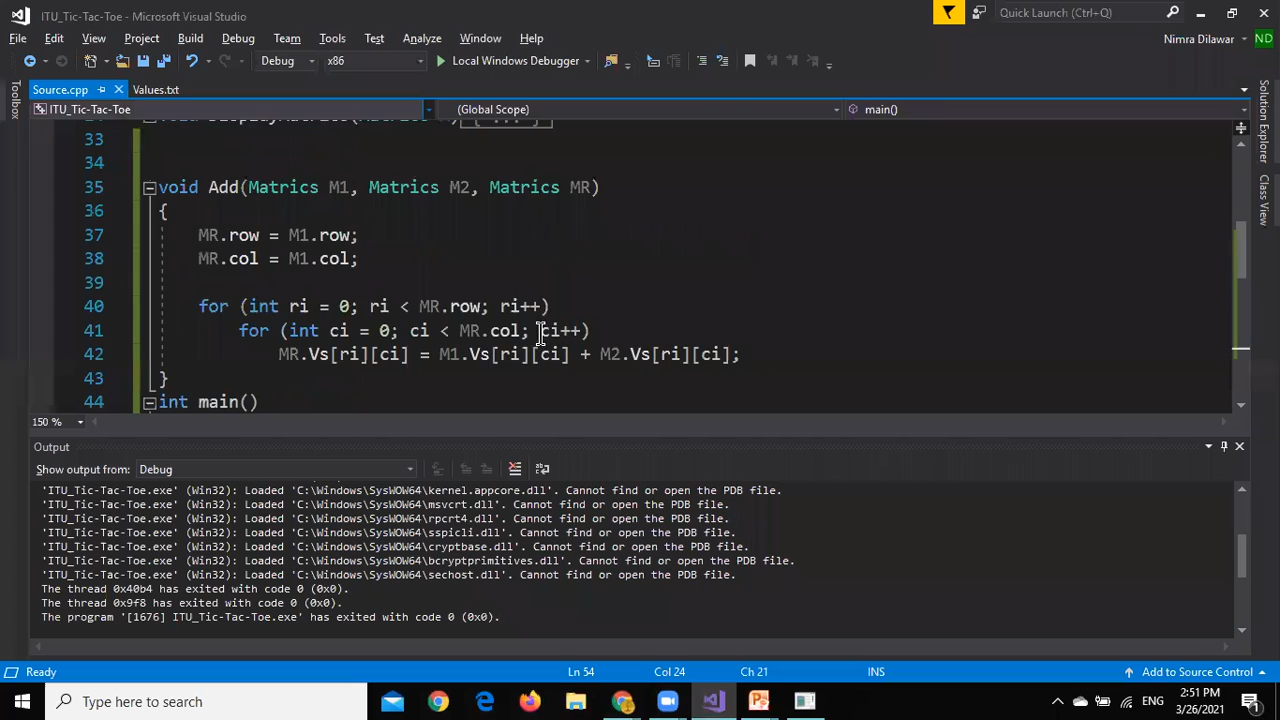 ITU_Tic-Tac-Toe - Microsoft Visual Studio
Quick Launch (Ctrl+Q)
File Edit View Project Build Debug Team Tools Test Analyze Window Help
Nimra Dilawar ND
Debug x86 Local Windows Debugger
Source.cpp Values.txt
ITU_Tic-Tac-Toe (Global Scope) main()
Toolbox
Solution Explorer
Class View
33
34
35 void Add(Matrics M1, Matrics M2, Matrics MR)
36 {
37 MR.row = M1.row;
38 MR.col = M1.col;
39
40 for (int ri = 0; ri < MR.row; ri++)
41 for (int ci = 0; ci < MR.col; ci++)
42 MR.Vs[ri][ci] = M1.Vs[ri][ci] + M2.Vs[ri][ci];
43 }
44 int main()
150 %
Output
Show output from: Debug
'ITU_Tic-Tac-Toe.exe' (Win32): Loaded 'C:\Windows\SysWOW64\kernel.appcore.dll'. Cannot find or open the PDB file.
'ITU_Tic-Tac-Toe.exe' (Win32): Loaded 'C:\Windows\SysWOW64\msvcrt.dll'. Cannot find or open the PDB file.
'ITU_Tic-Tac-Toe.exe' (Win32): Loaded 'C:\Windows\SysWOW64\rpcrt4.dll'. Cannot find or open the PDB file.
'ITU_Tic-Tac-Toe.exe' (Win32): Loaded 'C:\Windows\SysWOW64\sspicli.dll'. Cannot find or open the PDB file.
'ITU_Tic-Tac-Toe.exe' (Win32): Loaded 'C:\Windows\SysWOW64\cryptbase.dll'. Cannot find or open the PDB file.
'ITU_Tic-Tac-Toe.exe' (Win32): Loaded 'C:\Windows\SysWOW64\bcryptprimitives.dll'. Cannot find or open the PDB file.
'ITU_Tic-Tac-Toe.exe' (Win32): Loaded 'C:\Windows\SysWOW64\sechost.dll'. Cannot find or open the PDB file.
The thread 0x40b4 has exited with code 0 (0x0).
The thread 0x9f8 has exited with code 0 (0x0).
The program '[1676] ITU_Tic-Tac-Toe.exe' has exited with code 0 (0x0).
Ready Ln 54 Col 24 Ch 21 INS Add to Source Control
Type here to search
ENG
2:51 PM
3/26/2021